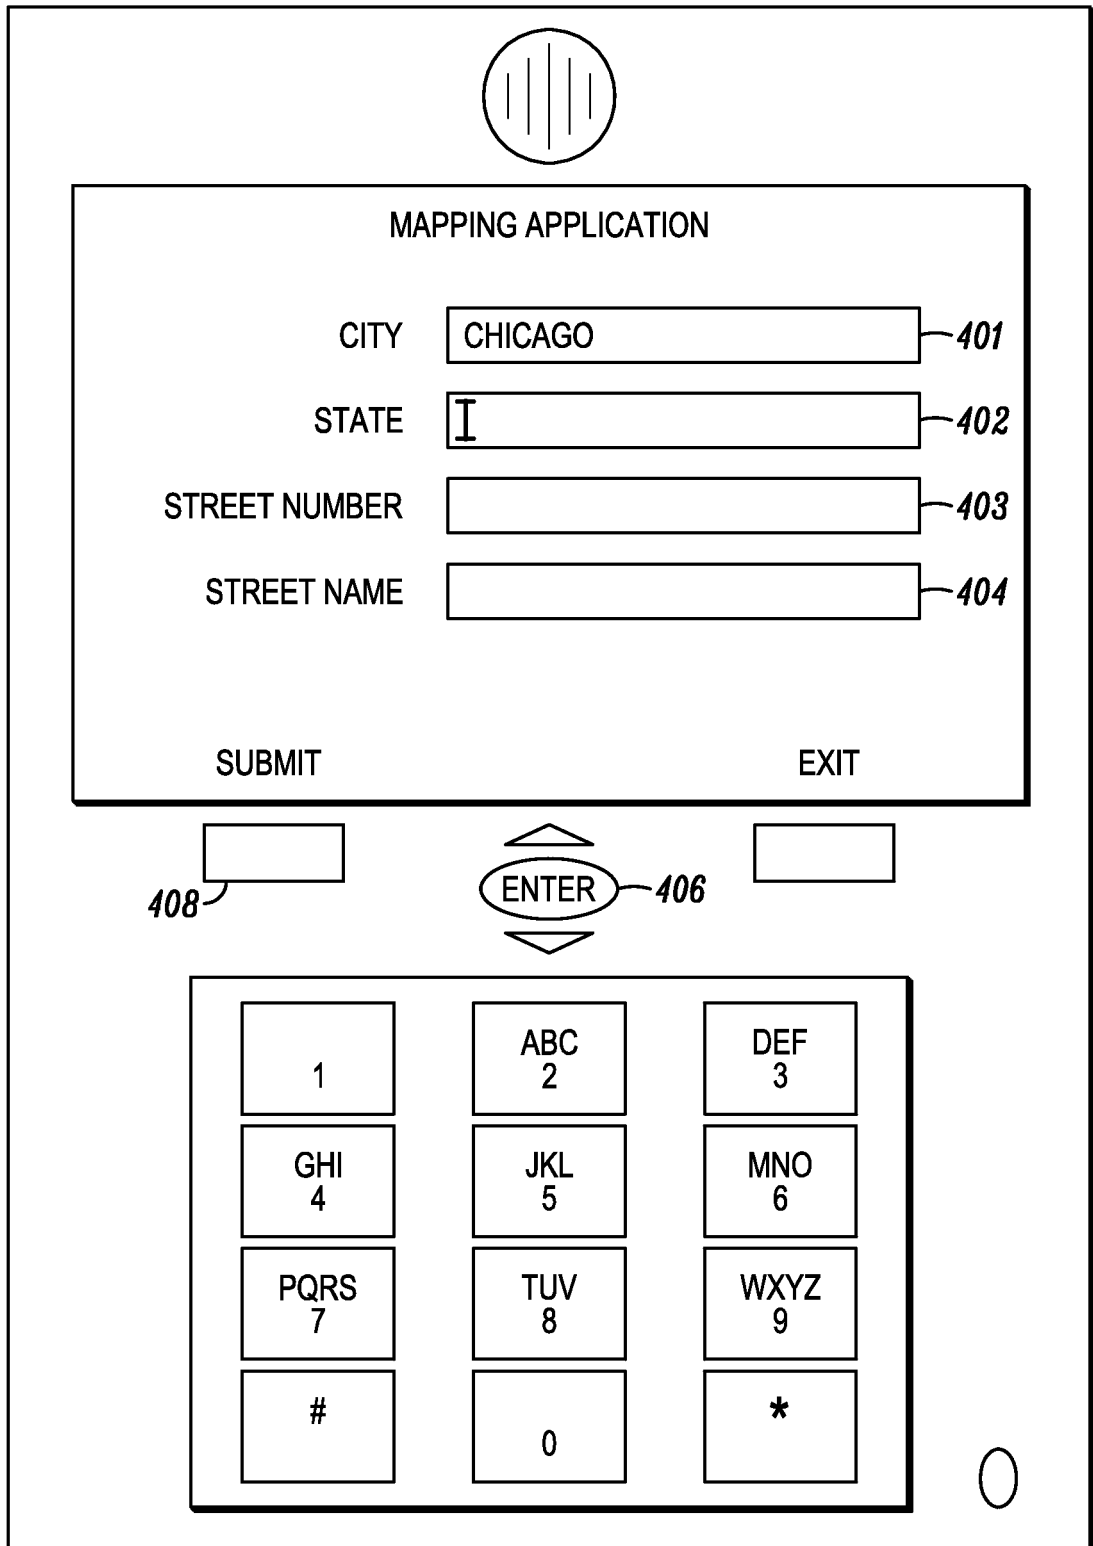 MAPPING APPLICATION
CITY CHICAGO 401
STATE 402
STREET NUMBER 403
STREET NAME 404
SUBMIT EXIT
408 ENTER 406
1 ABC 2 DEF 3
GHI 4 JKL 5 MNO 6
PQRS 7 TUV 8 WXYZ 9
# 0 *